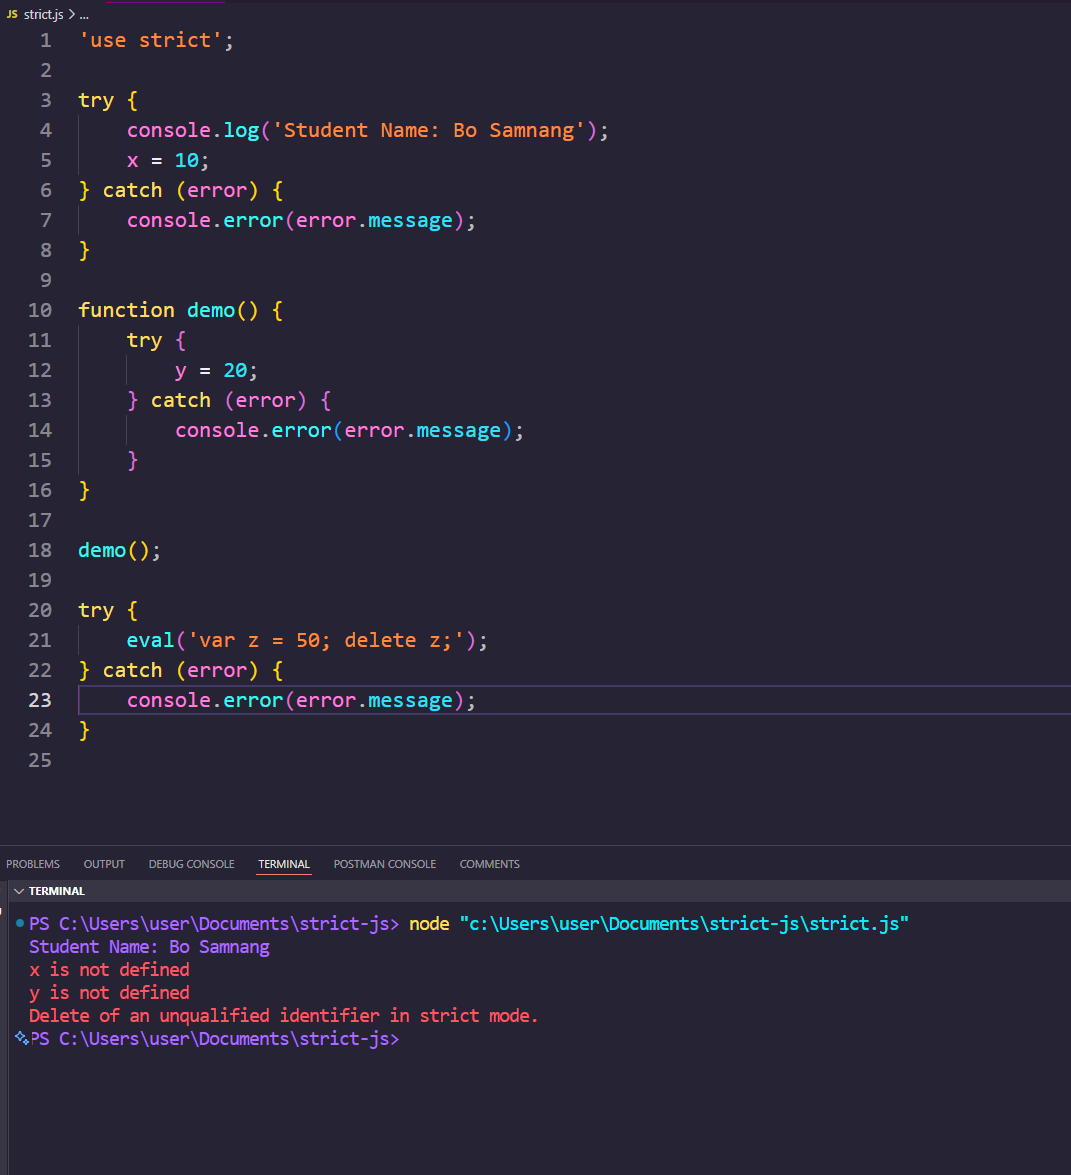 JS strict.js > ...
1 'use strict';
2
3 try {
4     console.log('Student Name: Bo Samnang');
5     x = 10;
6 } catch (error) {
7     console.error(error.message);
8 }
9
10 function demo() {
11     try {
12         y = 20;
13     } catch (error) {
14         console.error(error.message);
15     }
16 }
17
18 demo();
19
20 try {
21     eval('var z = 50; delete z;');
22 } catch (error) {
23     console.error(error.message);
24 }
25
PROBLEMS OUTPUT DEBUG CONSOLE TERMINAL POSTMAN CONSOLE COMMENTS
TERMINAL
PS C:\Users\user\Documents\strict-js> node "c:\Users\user\Documents\strict-js\strict.js"
Student Name: Bo Samnang
x is not defined
y is not defined
Delete of an unqualified identifier in strict mode.
PS C:\Users\user\Documents\strict-js>